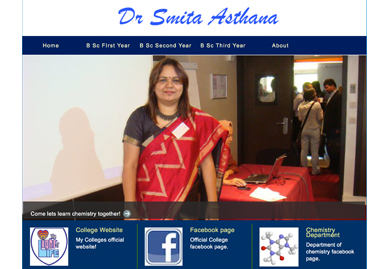 Dr Smita Asthana
Home B Sc First Year B Sc Second Year B Sc Third Year About
Come lets learn chemistry together!
College Website
My Colleges official
website!
Facebook page
Official College
facebook page.
Chemistry
Department
Department of
chemistry facebook
page.